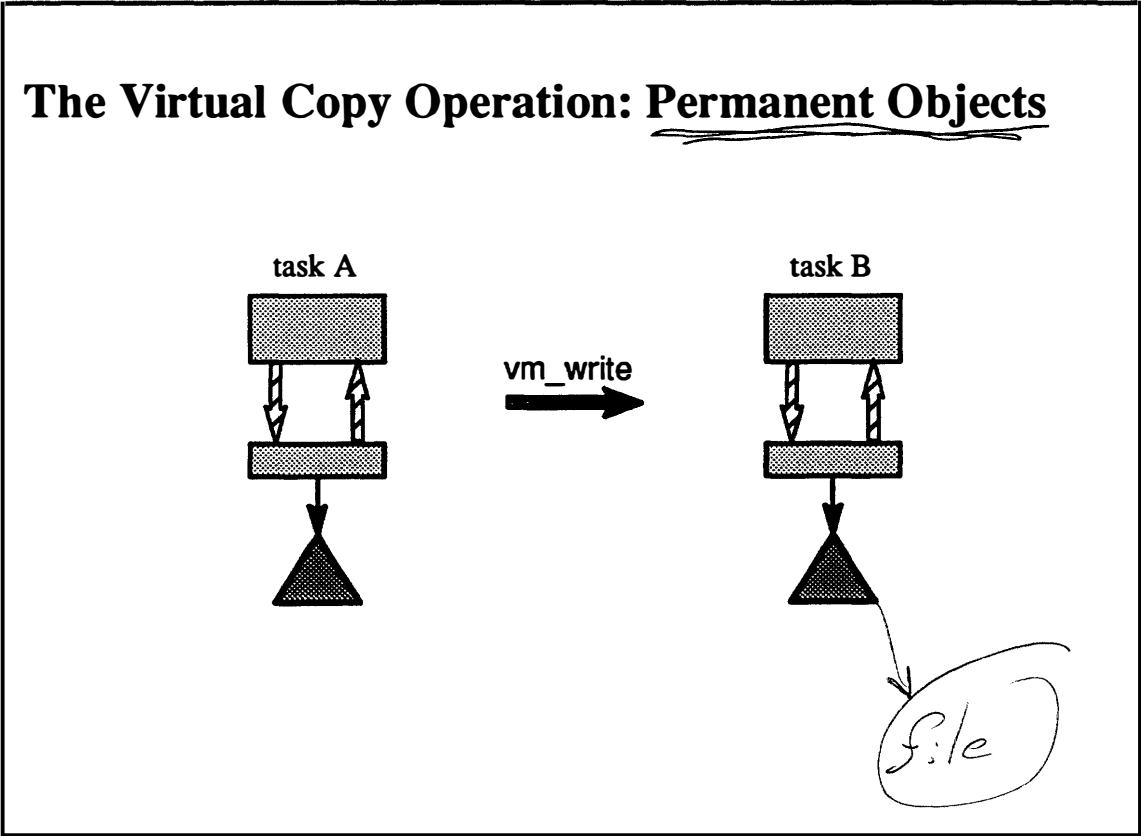 The Virtual Copy Operation: Permanent Objects
task A
task B
vm_write
file